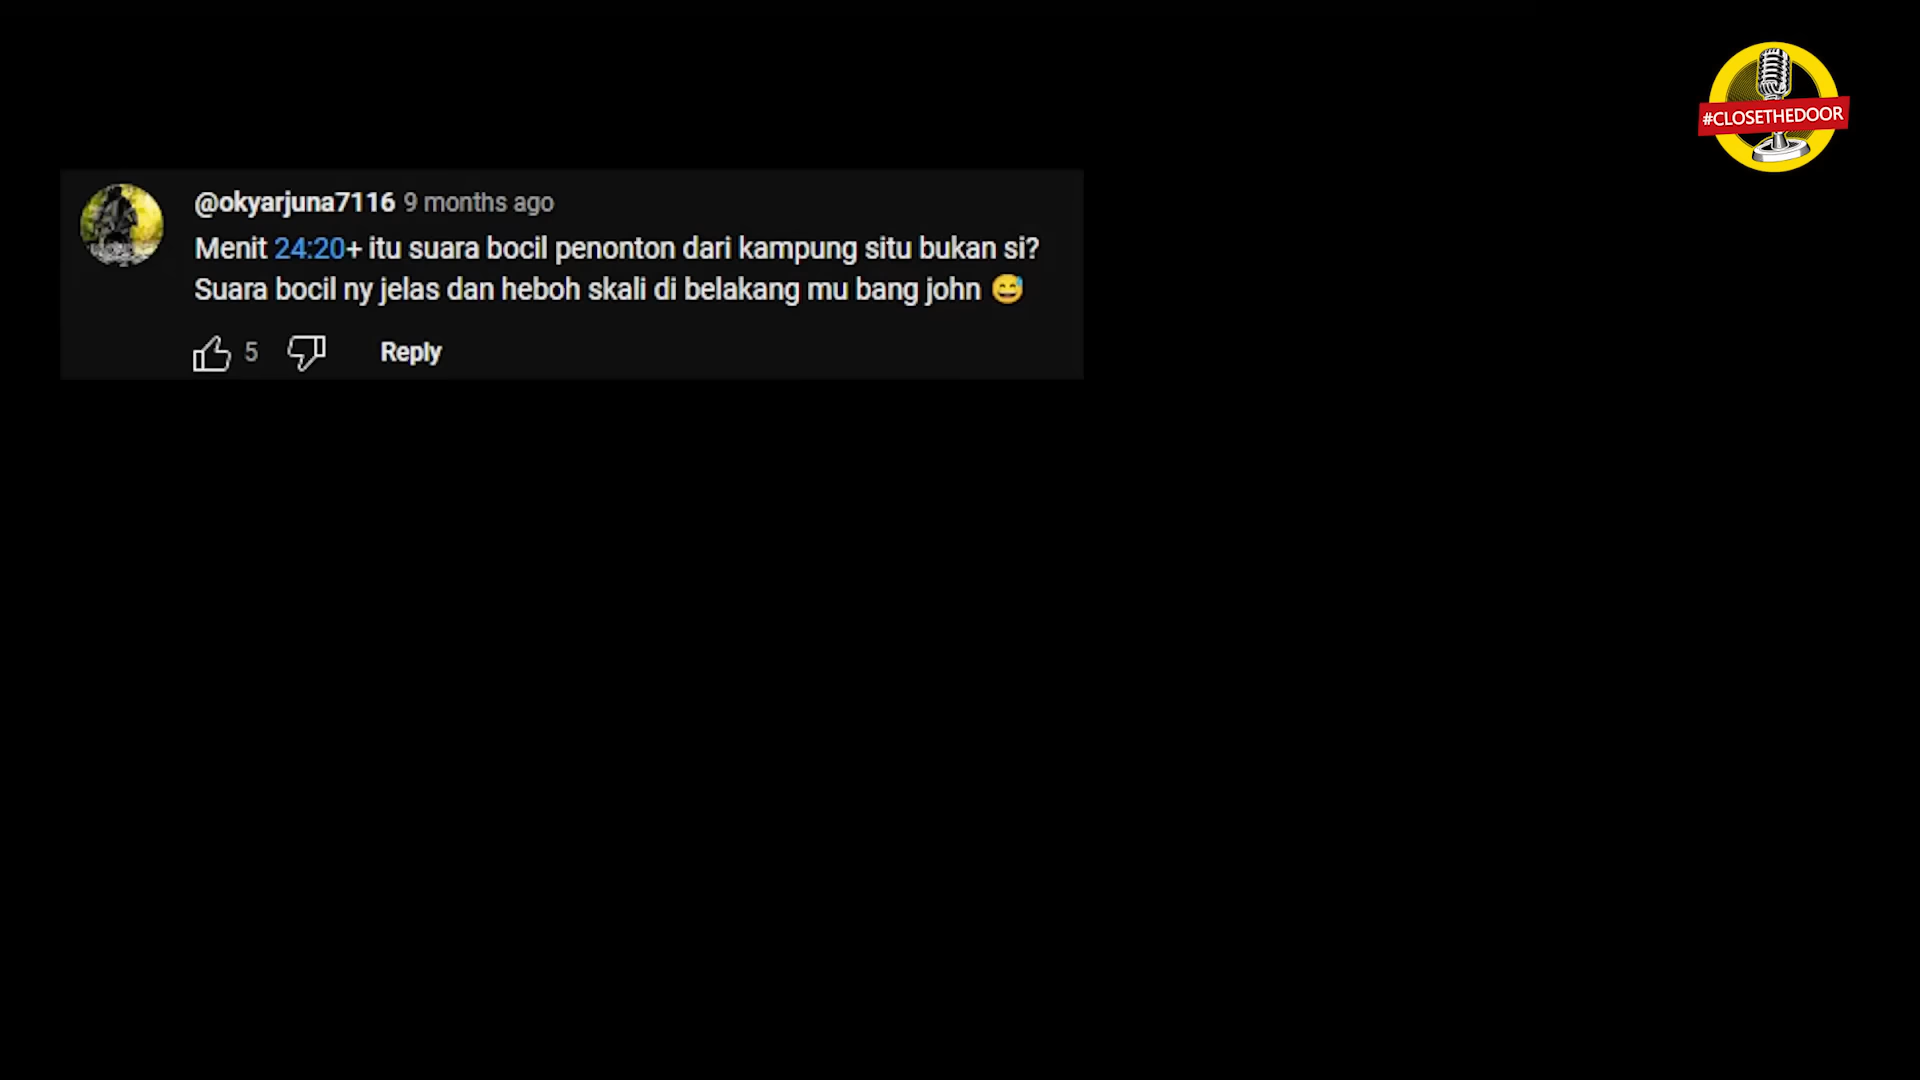 #CLOSETHEDOOR
@okyarjuna7116 9 months ago
Menit 24:20+ itu suara bocil penonton dari kampung situ bukan si?
Suara bocil ny jelas dan heboh skali di belakang mu bang john 😅
5 Reply